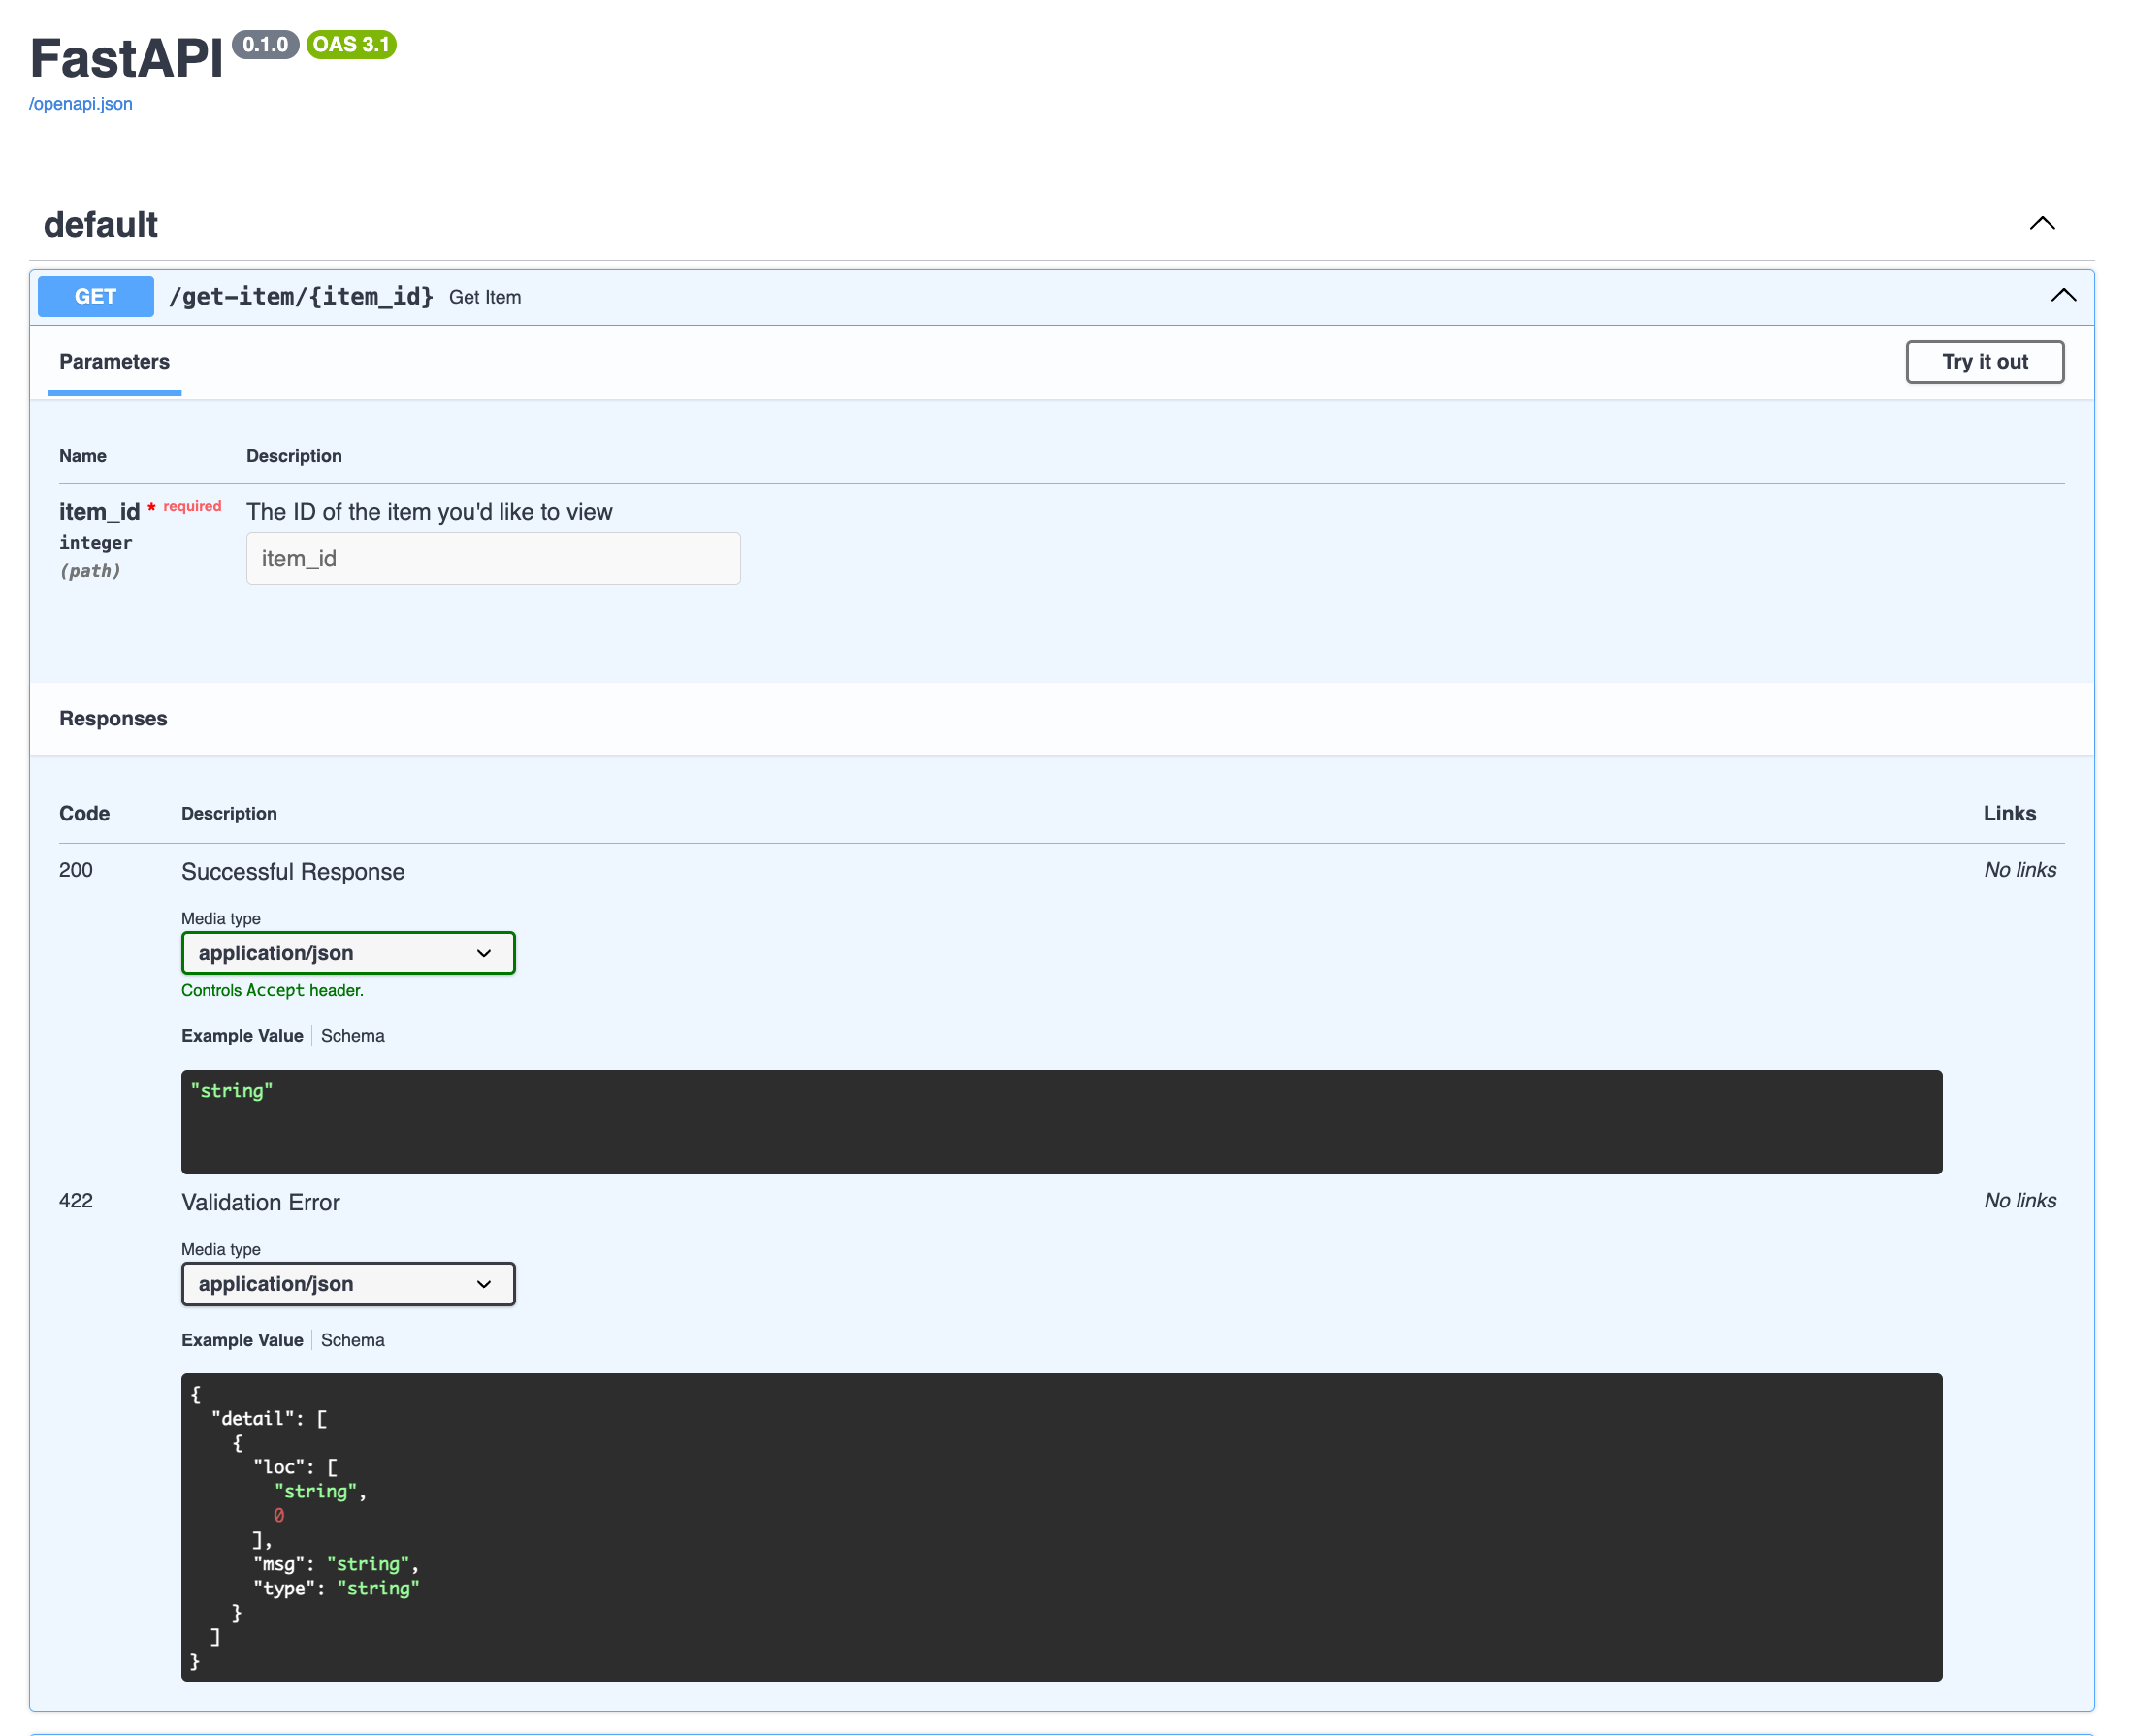 FastAPI 0.1.0 OAS 3.1
/openapi.json
default
GET /get-item/{item_id} Get Item
Parameters
Try it out
Name Description
item_id * required The ID of the item you'd like to view
integer
(path)
item_id
Responses
Code Description Links
200 Successful Response No links
Media type
application/json
Controls Accept header.
Example Value Schema
"string"
422 Validation Error No links
Media type
application/json
Example Value Schema
{
  "detail": [
    {
      "loc": [
        "string",
        0
      ],
      "msg": "string",
      "type": "string"
    }
  ]
}